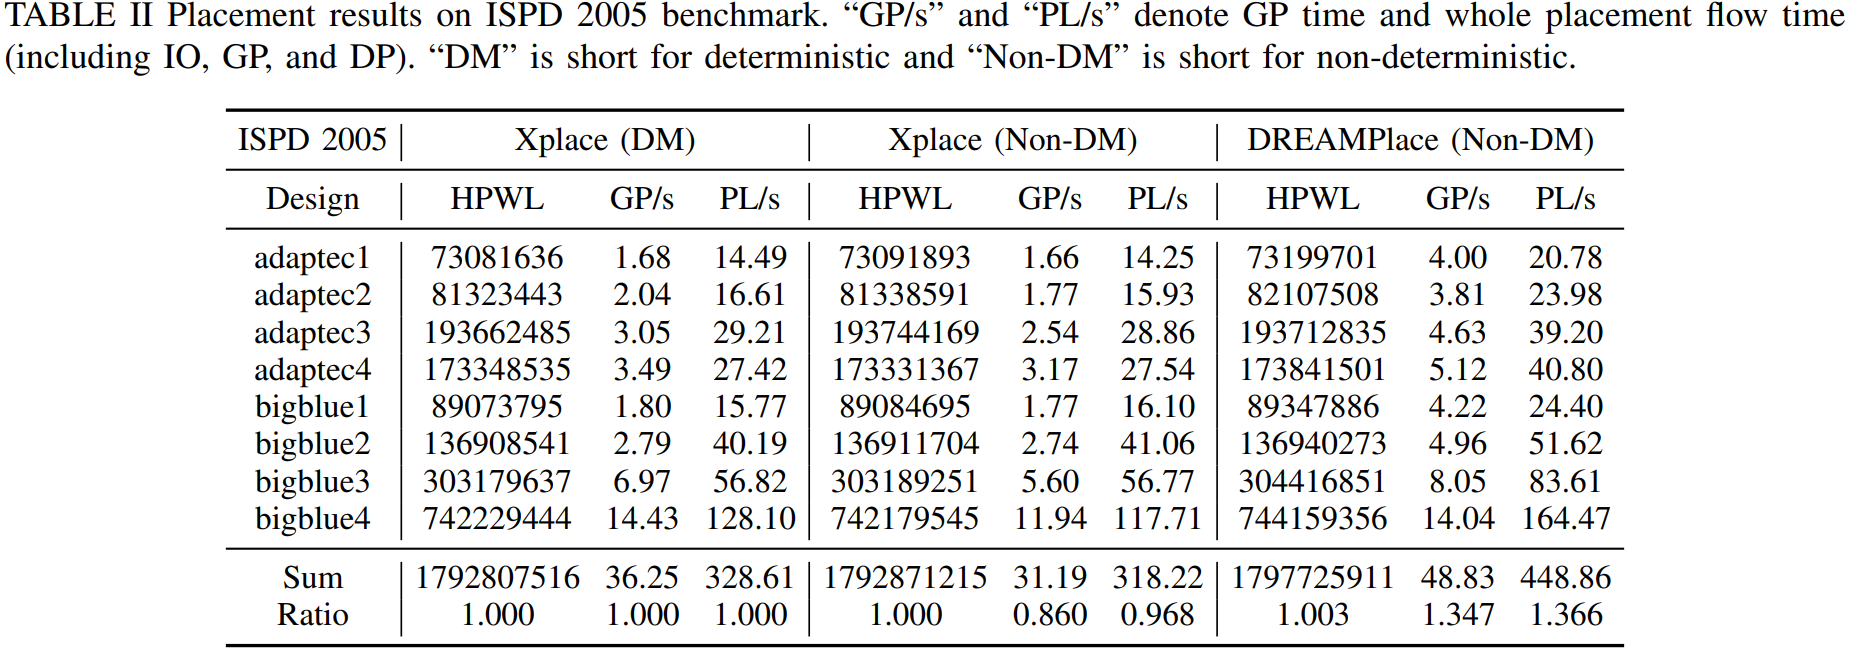 TABLE II Placement results on ISPD 2005 benchmark. “GP/s” and “PL/s” denote GP time and whole placement flow time
(including IO, GP, and DP). “DM” is short for deterministic and “Non-DM” is short for non-deterministic.
ISPD 2005 Xplace (DM) Xplace (Non-DM) DREAMPlace (Non-DM)
Design HPWL GP/s PL/s HPWL GP/s PL/s HPWL GP/s PL/s
adaptec1 73081636 1.68 14.49 73091893 1.66 14.25 73199701 4.00 20.78
adaptec2 81323443 2.04 16.61 81338591 1.77 15.93 82107508 3.81 23.98
adaptec3 193662485 3.05 29.21 193744169 2.54 28.86 193712835 4.63 39.20
adaptec4 173348535 3.49 27.42 173331367 3.17 27.54 173841501 5.12 40.80
bigblue1 89073795 1.80 15.77 89084695 1.77 16.10 89347886 4.22 24.40
bigblue2 136908541 2.79 40.19 136911704 2.74 41.06 136940273 4.96 51.62
bigblue3 303179637 6.97 56.82 303189251 5.60 56.77 304416851 8.05 83.61
bigblue4 742229444 14.43 128.10 742179545 11.94 117.71 744159356 14.04 164.47
Sum 1792807516 36.25 328.61 1792871215 31.19 318.22 1797725911 48.83 448.86
Ratio 1.000 1.000 1.000 1.000 0.860 0.968 1.003 1.347 1.366